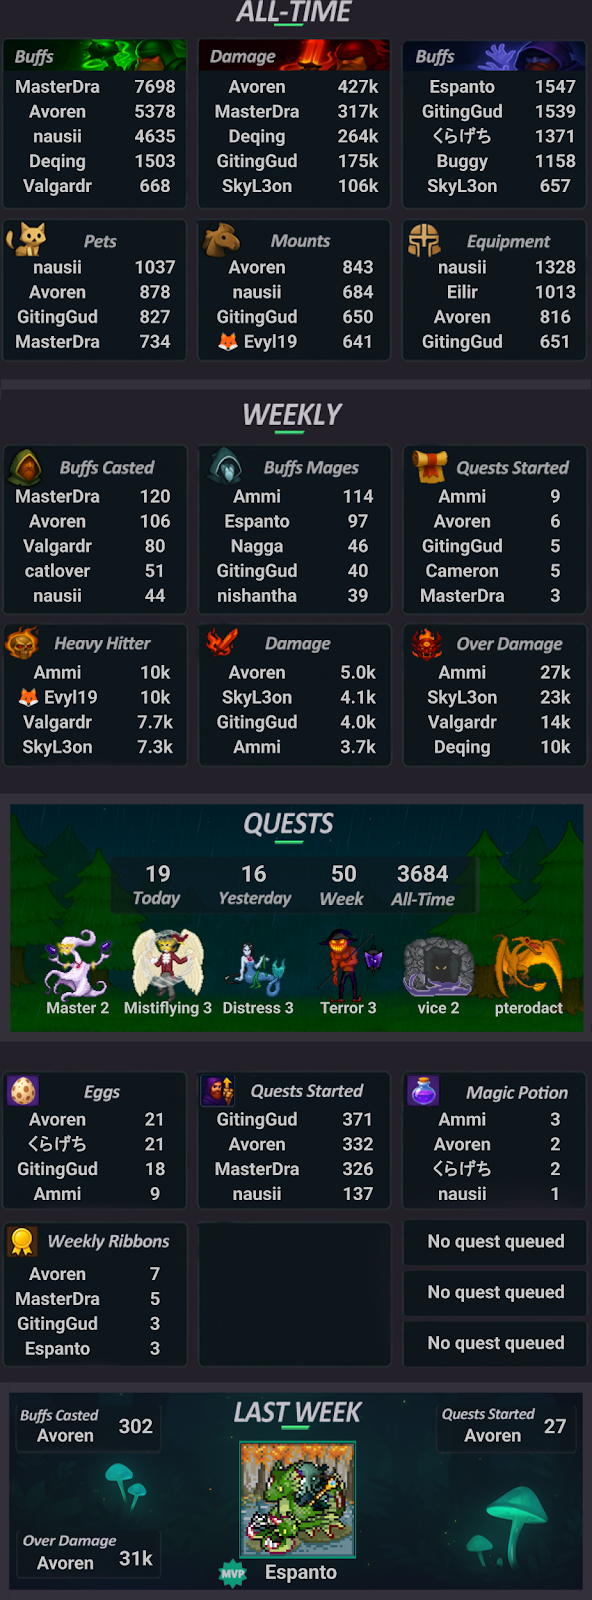 ALL-TIME
Buffs
MasterDra 7698
Avoren 5378
nausii 4635
Deqing 1503
Valgardr 668
Damage
Avoren 427k
MasterDra 317k
Deqing 264k
GitingGud 175k
SkyL3on 106k
Buffs
Espanto 1547
GitingGud 1539
くらげち 1371
Buggy 1158
SkyL3on 657
Pets
nausii 1037
Avoren 878
GitingGud 827
MasterDra 734
Mounts
Avoren 843
nausii 684
GitingGud 650
🦊 Evyl19 641
Equipment
nausii 1328
Eilir 1013
Avoren 816
GitingGud 651
WEEKLY
Buffs Casted
MasterDra 120
Avoren 106
Valgardr 80
catlover 51
nausii 44
Buffs Mages
Ammi 114
Espanto 97
Nagga 46
GitingGud 40
nishantha 39
Quests Started
Ammi 9
Avoren 6
GitingGud 5
Cameron 5
MasterDra 3
Heavy Hitter
Ammi 10k
🦊 Evyl19 10k
Valgardr 7.7k
SkyL3on 7.3k
Damage
Avoren 5.0k
SkyL3on 4.1k
GitingGud 4.0k
Ammi 3.7k
Over Damage
Ammi 27k
SkyL3on 23k
Valgardr 14k
Deqing 10k
QUESTS
19 16 50 3684
Today Yesterday Week All-Time
Master 2 Mistiflying 3 Distress 3 Terror 3 vice 2 pterodact
Eggs
Avoren 21
くらげち 21
GitingGud 18
Ammi 9
Quests Started
GitingGud 371
Avoren 332
MasterDra 326
nausii 137
Magic Potion
Ammi 3
Avoren 2
くらげち 2
nausii 1
Weekly Ribbons
Avoren 7
MasterDra 5
GitingGud 3
Espanto 3
No quest queued
No quest queued
No quest queued
LAST WEEK
Buffs Casted
Avoren 302
Quests Started
Avoren 27
Over Damage
Avoren 31k
MVP Espanto